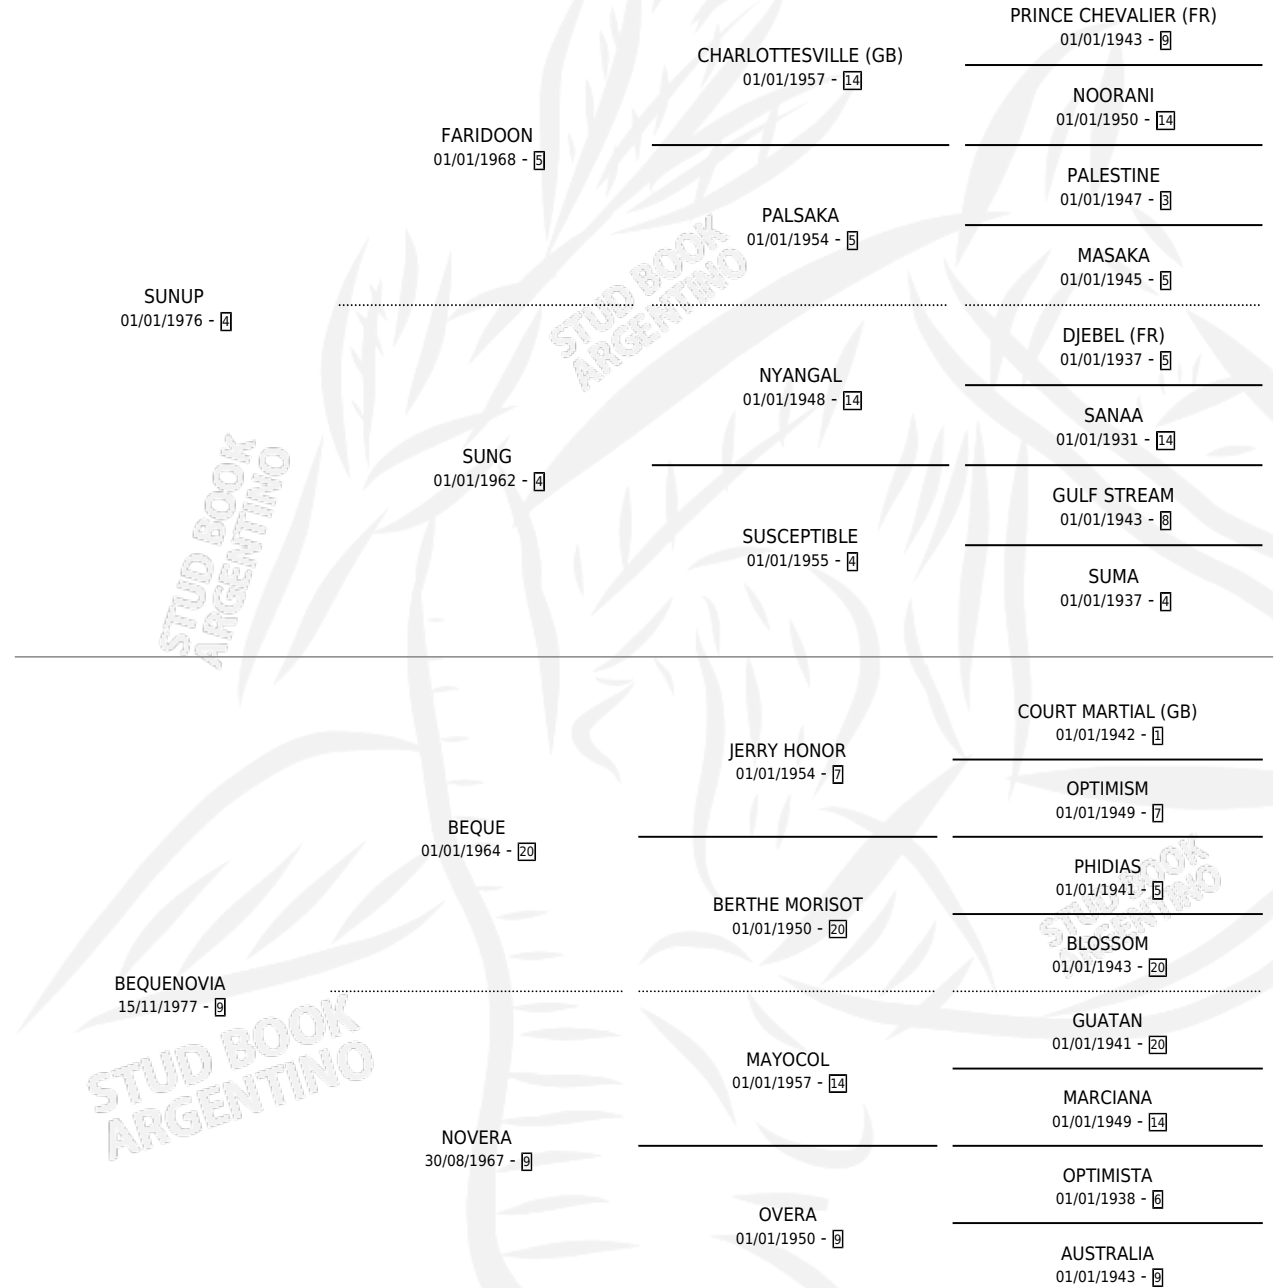 PRINCE CHEVALIER (FR)
01/01/1943 - 9
CHARLOTTESVILLE (GB)
01/01/1957 - 14
NOORANI
01/01/1950 - 14
FARIDOON
01/01/1968 - 5
PALESTINE
01/01/1947 - 3
PALSAKA
01/01/1954 - 5
MASAKA
01/01/1945 - 5
SUNUP
01/01/1976 - 4
DJEBEL (FR)
01/01/1937 - 5
NYANGAL
01/01/1948 - 14
SANAA
01/01/1931 - 14
SUNG
01/01/1962 - 4
GULF STREAM
01/01/1943 - 8
SUSCEPTIBLE
01/01/1955 - 4
SUMA
01/01/1937 - 4
COURT MARTIAL (GB)
01/01/1942 - 1
JERRY HONOR
01/01/1954 - 7
OPTIMISM
01/01/1949 - 7
BEQUE
01/01/1964 - 20
PHIDIAS
01/01/1941 - 5
BERTHE MORISOT
01/01/1950 - 20
BLOSSOM
01/01/1943 - 20
BEQUENOVIA
15/11/1977 - 9
GUATAN
01/01/1941 - 20
MAYOCOL
01/01/1957 - 14
MARCIANA
01/01/1949 - 14
NOVERA
30/08/1967 - 9
OPTIMISTA
01/01/1938 - 6
OVERA
01/01/1950 - 9
AUSTRALIA
01/01/1943 - 9
STUD BOOK
ARGENTINO
STUD BOOK
ARGENTINO
STUD BOOK
ARGENTINO
STUD BOOK
ARGENTINO